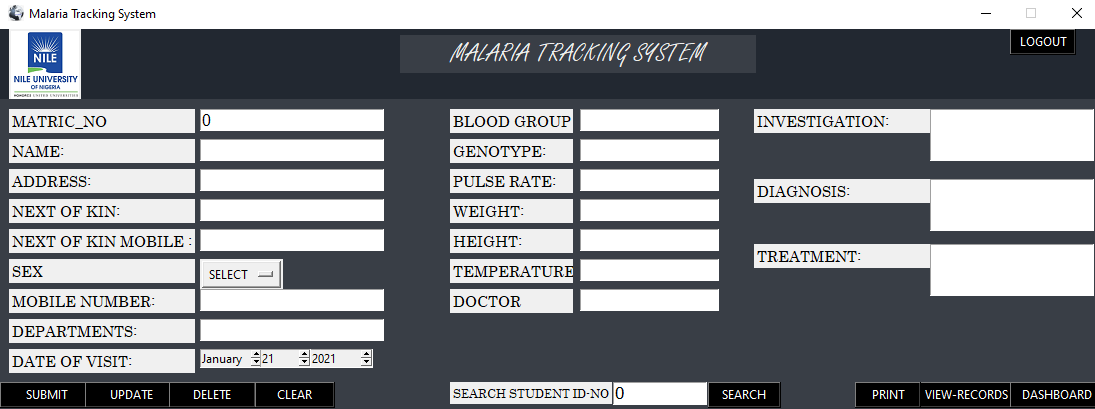 Malaria Tracking System
NILE
NILE UNIVERSITY
OF NIGERIA
HONORIS UNITED UNIVERSITIES
MALARIA TRACKING SYSTEM
LOGOUT
MATRIC_NO
0
NAME:
ADDRESS:
NEXT OF KIN:
NEXT OF KIN MOBILE :
SEX
SELECT
MOBILE NUMBER:
DEPARTMENTS:
DATE OF VISIT:
January 21 2021
BLOOD GROUP
GENOTYPE:
PULSE RATE:
WEIGHT:
HEIGHT:
TEMPERATURE
DOCTOR
INVESTIGATION:
DIAGNOSIS:
TREATMENT:
SUBMIT
UPDATE
DELETE
CLEAR
SEARCH STUDENT ID-NO
0
SEARCH
PRINT
VIEW-RECORDS
DASHBOARD